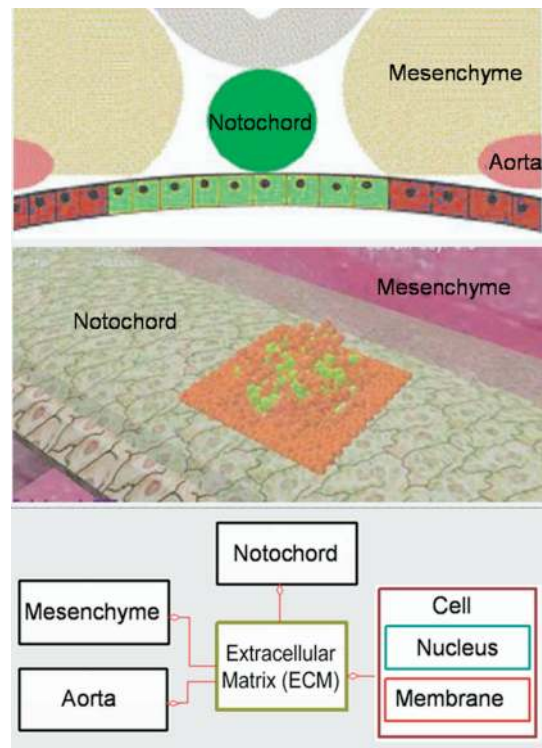 Mesenchyme
Notochord
Aorta
Mesenchyme
Notochord
Notochord
Mesenchyme
Cell
Nucleus
Extracellular
Matrix (ECM)
Aorta
Membrane